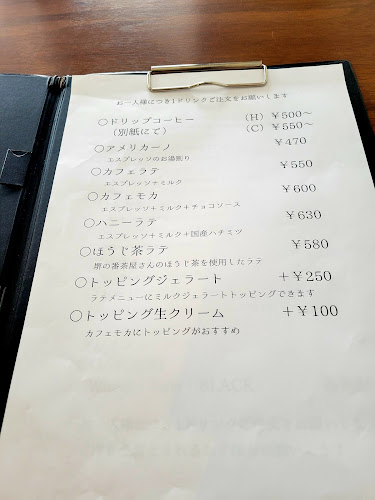 お一人様につき1ドリンクご注文をお願いします
○ドリップコーヒー (H) ¥500～
(別紙にて) (C) ¥550～
○アメリカーノ ¥470
エスプレッソのお湯割り
○カフェラテ ¥550
エスプレッソ+ミルク
○カフェモカ ¥600
エスプレッソ+ミルク+チョコソース
○ハニーラテ ¥630
エスプレッソ+ミルク+国産ハチミツ
○ほうじ茶ラテ ¥580
堺の番茶屋さんのほうじ茶を使用したラテ
○トッピングジェラート +¥250
ラテメニューにミルクジェラートトッピングできます
○トッピング生クリーム +¥100
カフェモカにトッピングがおすすめ